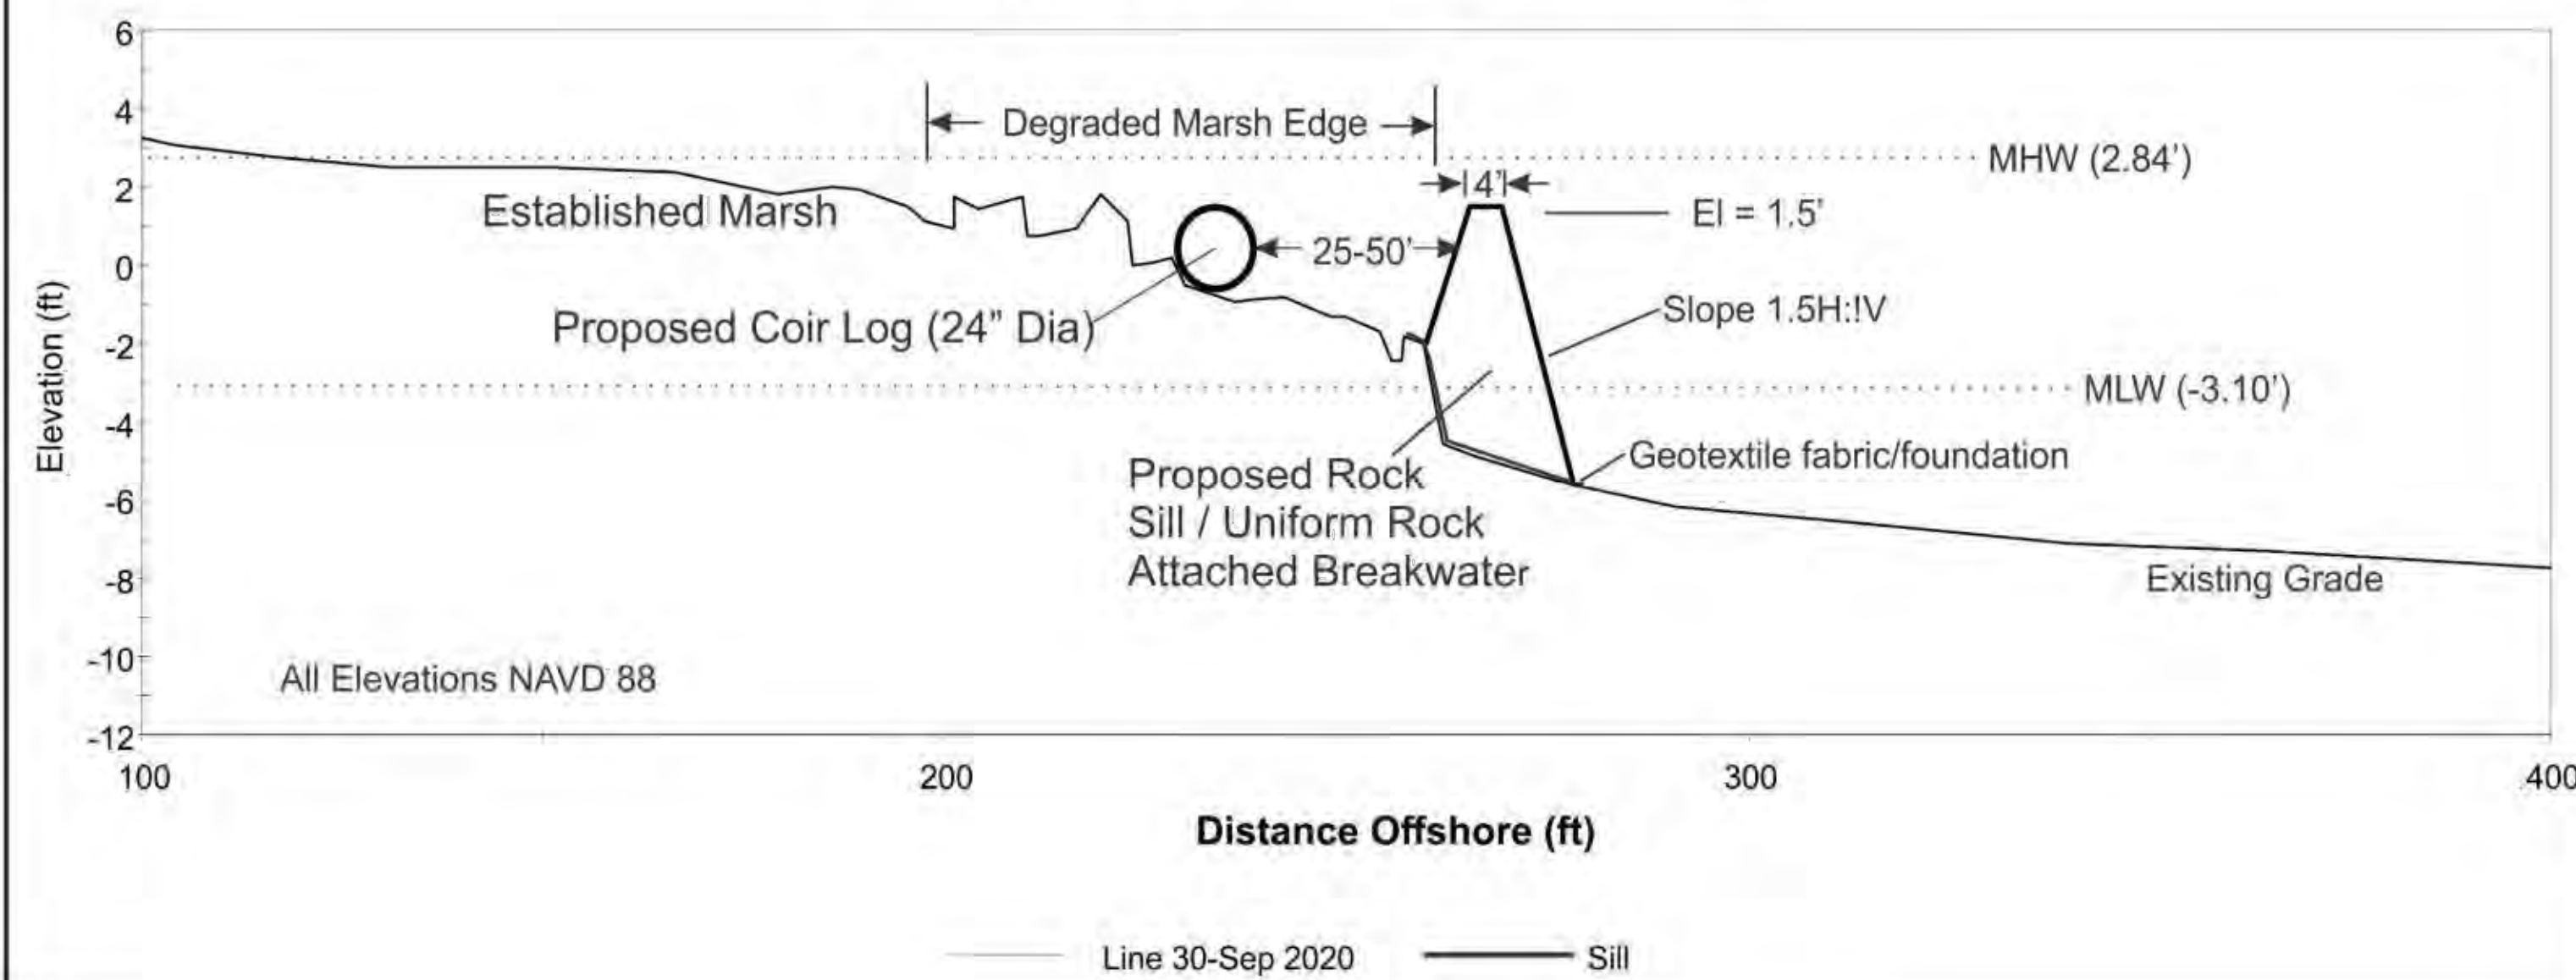 6
4
2
0
-2
-4
-6
-8
-10
-12
Elevation (ft)
Degraded Marsh Edge
MHW (2.84’)
4'
Established Marsh
El = 1.5’
25-50’
Slope 1.5H:!V
Proposed Coir Log (24” Dia)
MLW (-3.10’)
Geotextile fabric/foundation
Proposed Rock
Sill / Uniform Rock
Attached Breakwater
Existing Grade
All Elevations NAVD 88
100 200 300 400
Distance Offshore (ft)
Line 30-Sep 2020 Sill